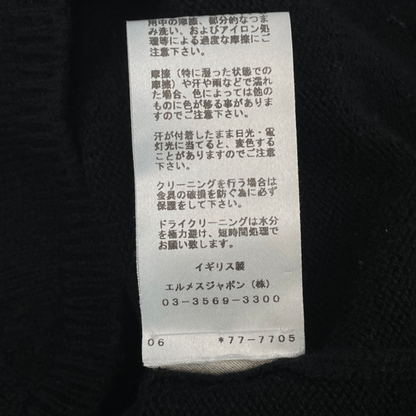 用中の摩擦、部分的なつま
み洗い、およびアイロン処
理等による過度な摩擦にご
注意下さい。
摩擦（特に湿った状態での
摩擦）や汗や雨などで濡れ
た場合、色によっては他の
ものに色が移る事がありま
すのでご注意下さい。
汗が付着したまま日光・電
灯光に当てると、変色する
ことがありますのでご注意
下さい。
クリーニングを行う場合は
金具の破損を防ぐ為に必ず
保護をして下さい。
ドライクリーニングは水分
を極力避け、短時間処理で
お願い致します。
イギリス製
エルメスジャポン（株）
03-3569-3300
06 *77-7705